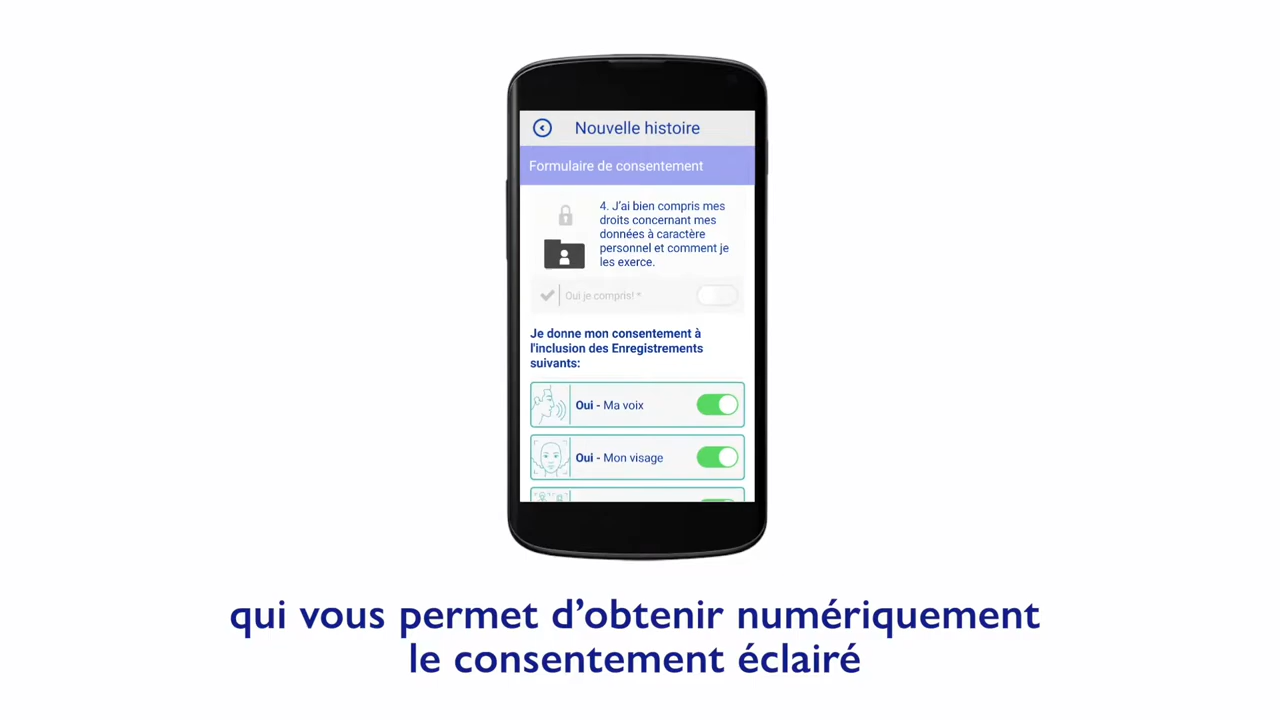 Nouvelle histoire
Formulaire de consentement
4. J'ai bien compris mes
droits concernant mes
données à caractère
personnel et comment je
les exerce.
Oui je compris! *
Je donne mon consentement à
l'inclusion des Enregistrements
suivants:
Oui - Ma voix
Oui - Mon visage
qui vous permet d’obtenir numériquement
le consentement éclairé